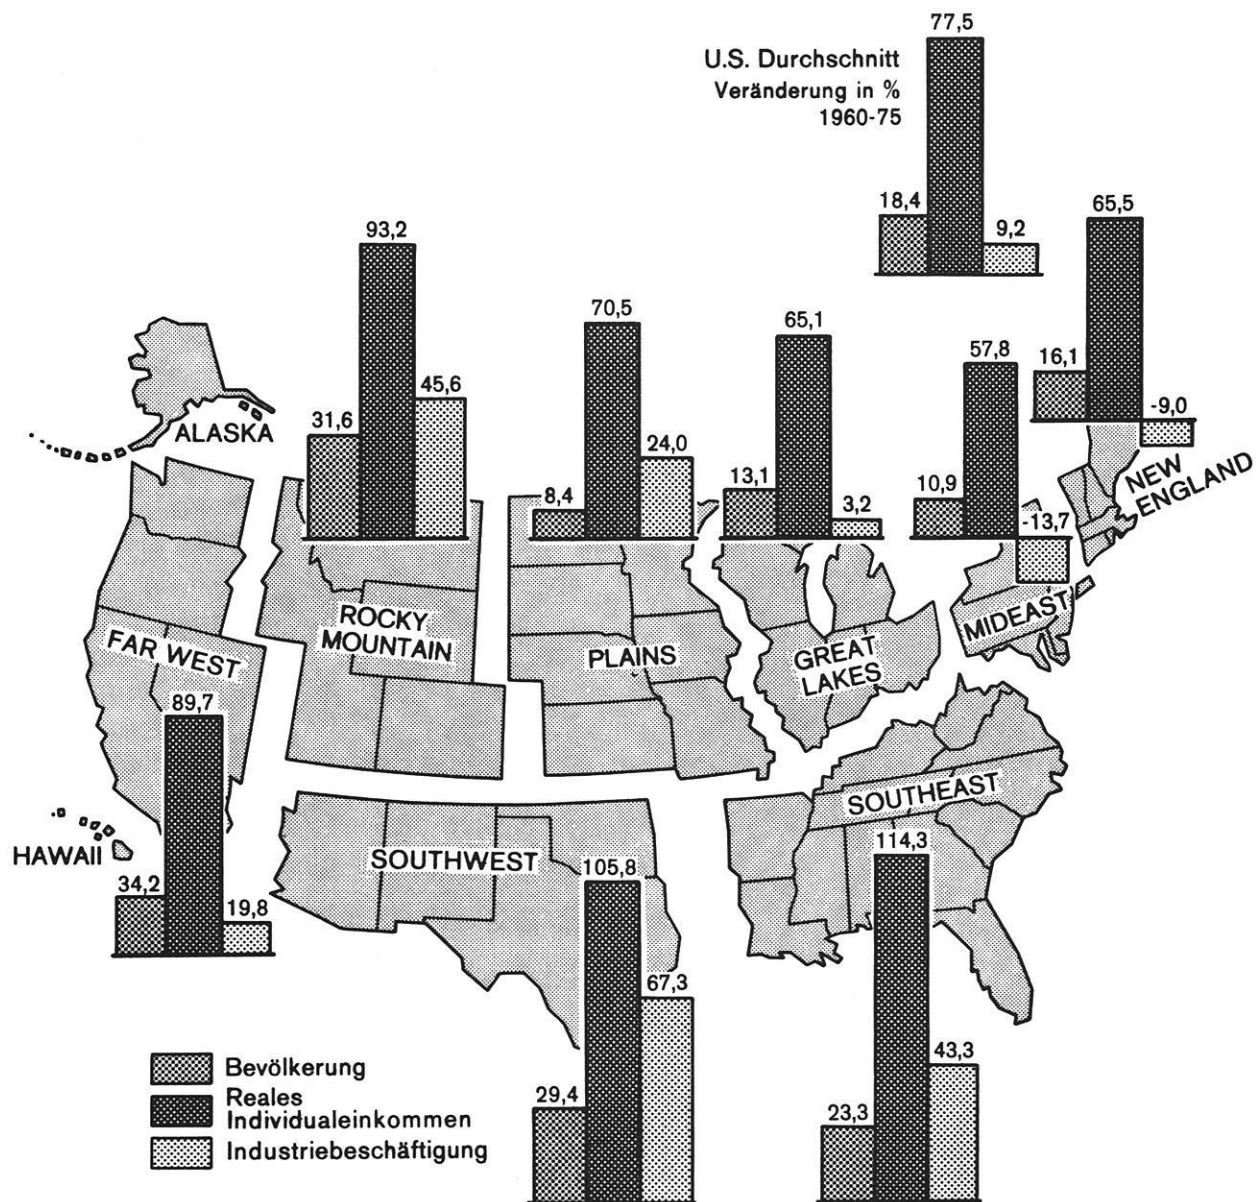 77,5
U.S. Durchschnitt
Veränderung in %
1960-75
18,4
9,2
65,5
93,2
70,5
65,1
57,8
16,1
45,6
-9,0
31,6
ALASKA
24,0
13,1
8,4
3,2
10,9
-13,7
NEW
ENGLAND
ROCKY
MOUNTAIN
FAR WEST
PLAINS
GREAT
LAKES
MIDEAST
89,7
SOUTHEAST
HAWAII
SOUTHWEST
105,8
114,3
34,2
19,8
67,3
43,3
Bevölkerung
Reales
Individualeinkommen
Industriebeschäftigung
29,4
23,3